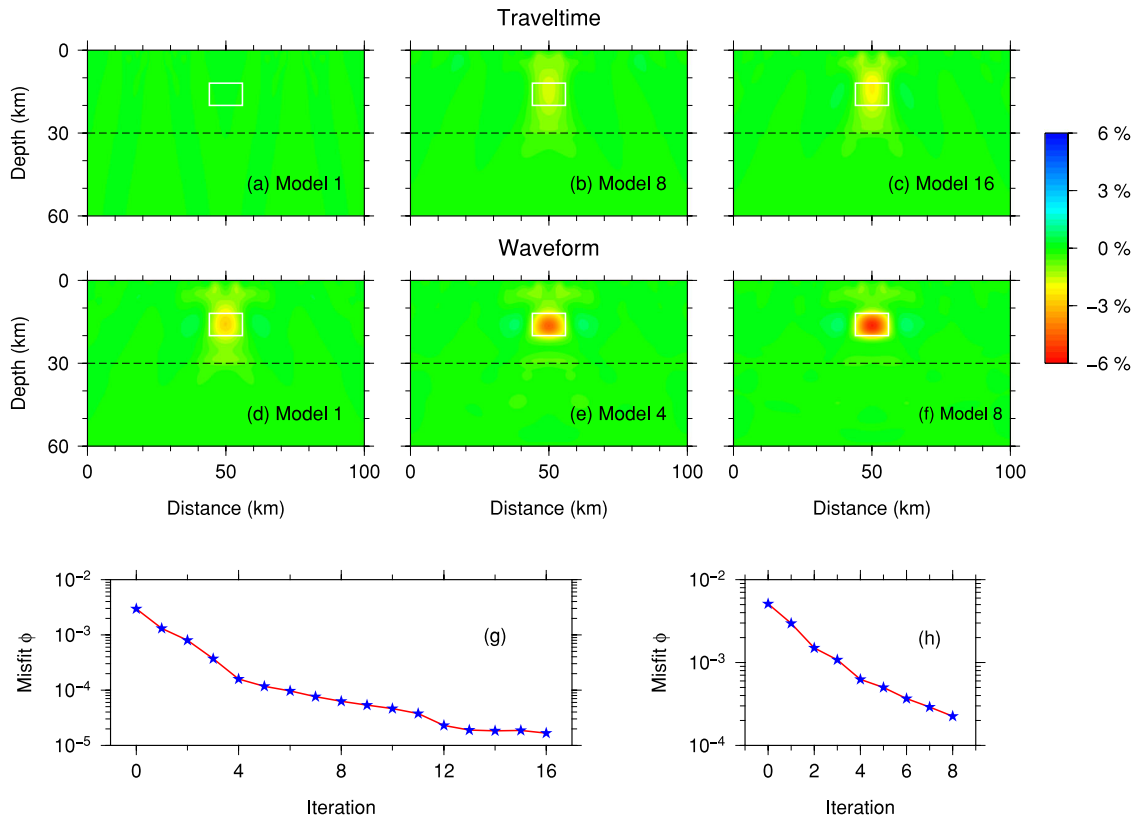 Traveltime
0
30
60
Depth (km)
0
50
100
(a) Model 1
(b) Model 8
(c) Model 16
6 %
3 %
0 %
−3 %
−6 %
Waveform
0
30
60
Depth (km)
(d) Model 1
(e) Model 4
(f) Model 8
0
50
100
0
50
100
0
50
100
Distance (km)
Distance (km)
Distance (km)
10−2
10−3
10−4
10−5
Misfit ϕ
(g)
0
4
8
12
16
Iteration
10−2
10−3
10−4
Misfit ϕ
(h)
0
2
4
6
8
Iteration